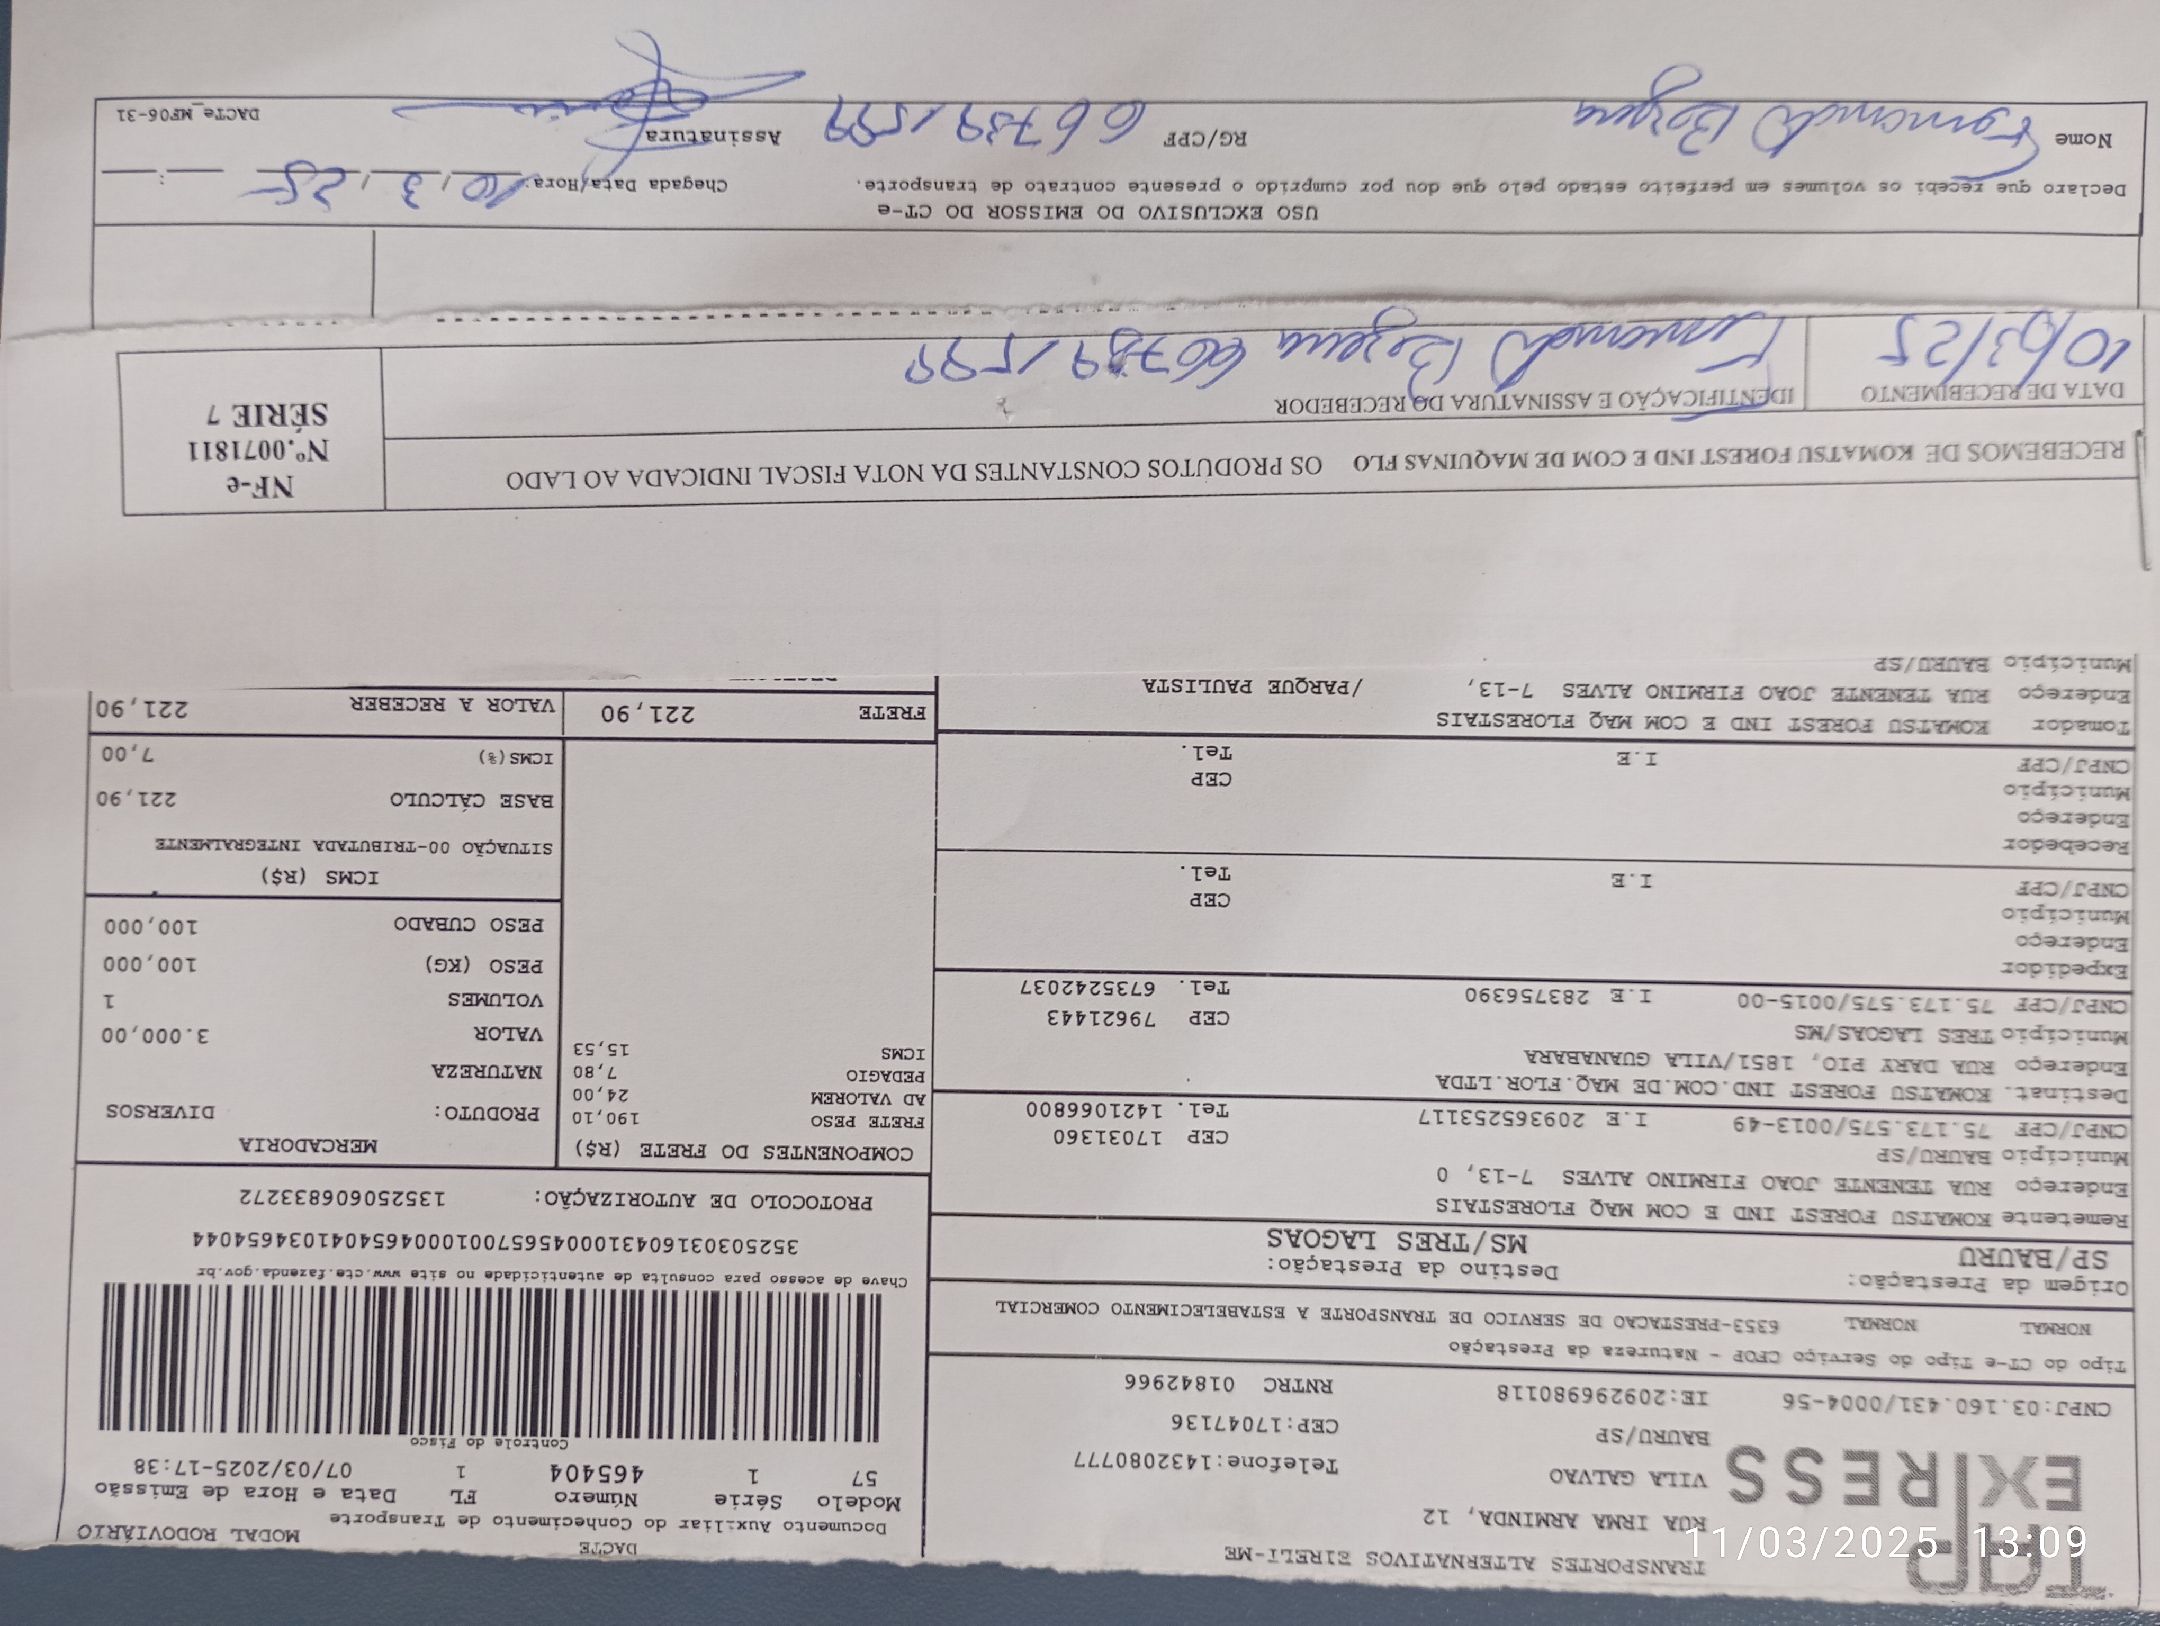 TRANSPORTES ALTERNATIVOS EIRELI-ME
TAP
EXPRESS
RUA IRMA ARMINDA, 12
VILA GALVAO
Telefone:1432080777
BAURU/SP
CEP:17047136
CNPJ:03.160.431/0004-56
IE:209296980118
RNTRC 01842966
DACTE
MODAL RODOVIÁRIO
Documento Auxiliar do Conhecimento de Transporte
Modelo Série Número FL Data e Hora de Emissão
57 1 465404 1 07/03/2025-17:38
Controle do Fisco
Chave de acesso para consulta de autenticidade no site www.cte.fazenda.gov.br
35250303160431000456570010004654041034654044
PROTOCOLO DE AUTORIZAÇÃO: 135250606833272
Tipo do CT-e Tipo do Serviço CFOP - Natureza da Prestação
NORMAL NORMAL 6353-PRESTACAO DE SERVICO DE TRANSPORTE A ESTABELECIMENTO COMERCIAL
Origem da Prestação: Destino da Prestação:
SP/BAURU MS/TRES LAGOAS
Remetente KOMATSU FOREST IND E COM MAQ FLORESTAIS
Endereço RUA TENENTE JOAO FIRMINO ALVES 7-13, 0
Município BAURU/SP CEP 17031360
CNPJ/CPF 75.173.575/0013-49 I.E 209365253117 Tel. 1421066800
Destinat. KOMATSU FOREST IND.COM.DE MAQ.FLOR.LTDA
Endereço RUA DARY PIO, 1851/VILA GUANABARA
Município TRES LAGOAS/MS CEP 79621443
CNPJ/CPF 75.173.575/0015-00 I.E 283756390 Tel. 6735242037
Expedidor
Endereço
Município CEP
CNPJ/CPF I.E Tel.
Recebedor
Endereço
Município CEP
CNPJ/CPF I.E Tel.
Tomador KOMATSU FOREST IND E COM MAQ FLORESTAIS
Endereço RUA TENENTE JOAO FIRMINO ALVES 7-13, /PARQUE PAULISTA
Município BAURU/SP
COMPONENTES DO FRETE (R$)
FRETE PESO 190,10
AD VALOREM 24,00
PEDAGIO 7,80
ICMS 15,53
FRETE 221,90
MERCADORIA
PRODUTO: DIVERSOS
NATUREZA
VALOR 3.000,00
VOLUMES 1
PESO (KG) 100,000
PESO CUBADO 100,000
ICMS (R$)
SITUAÇÃO 00-TRIBUTADA INTEGRALMENTE
BASE CÁLCULO 221,90
ICMS(%) 7,00
VALOR A RECEBER 221,90
RECEBEMOS DE KOMATSU FOREST IND E COM DE MAQUINAS FLO OS PRODUTOS CONSTANTES DA NOTA FISCAL INDICADA AO LADO
NF-e
Nº.0071811
SÉRIE 7
DATA DE RECEBIMENTO
10/03/25
IDENTIFICAÇÃO E ASSINATURA DO RECEBEDOR
USO EXCLUSIVO DO EMISSOR DO CT-e
Declaro que recebi os volumes em perfeito estado pelo que dou por cumprido o presente contrato de transporte.
Chegada Data/Hora: 10, 3, 25 __:__
Nome
RG/CPF
Assinatura
DACTe_MF06-31
11/03/2025 13:09